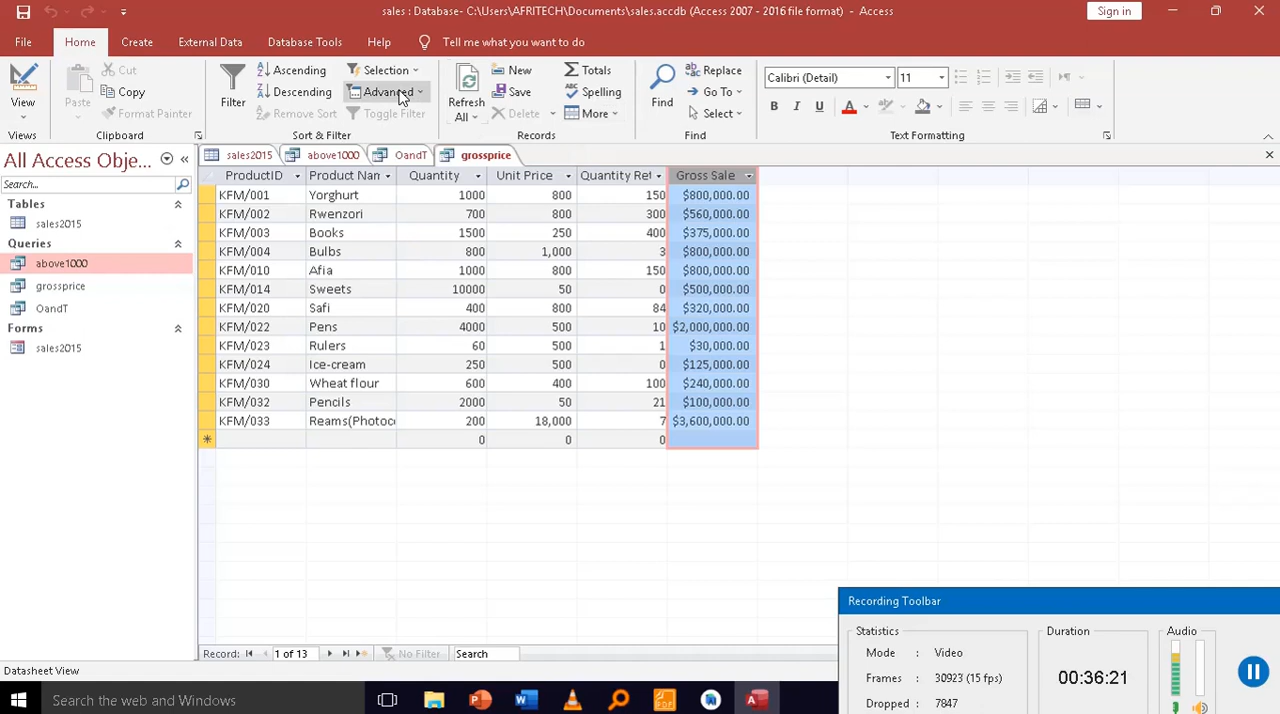 sales : Database- C:\Users\AFRITECH\Documents\sales.accdb (Access 2007 - 2016 file format) - Access
Sign in
File Home Create External Data Database Tools Help Tell me what you want to do
View
Views
Paste
Cut
Copy
Format Painter
Clipboard
Filter
Ascending
Descending
Remove Sort
Selection
Advanced
Toggle Filter
Sort & Filter
Refresh
All
New
Save
Delete
Totals
Spelling
More
Records
Find
Replace
Go To
Select
Find
Calibri (Detail) 11
B I U A
Text Formatting
All Access Obje...
Search...
Tables
sales2015
Queries
above1000
grossprice
OandT
Forms
sales2015
sales2015 above1000 OandT grossprice
ProductID Product Nan Quantity Unit Price Quantity Ret Gross Sale
KFM/001 Yorghurt 1000 800 150 $800,000.00
KFM/002 Rwenzori 700 800 300 $560,000.00
KFM/003 Books 1500 250 400 $375,000.00
KFM/004 Bulbs 800 1,000 3 $800,000.00
KFM/010 Afia 1000 800 150 $800,000.00
KFM/014 Sweets 10000 50 0 $500,000.00
KFM/020 Safi 400 800 84 $320,000.00
KFM/022 Pens 4000 500 10 $2,000,000.00
KFM/023 Rulers 60 500 1 $30,000.00
KFM/024 Ice-cream 250 500 0 $125,000.00
KFM/030 Wheat flour 600 400 100 $240,000.00
KFM/032 Pencils 2000 50 21 $100,000.00
KFM/033 Reams(Photoc 200 18,000 7 $3,600,000.00
0 0 0
Record: 1 of 13 No Filter Search
Datasheet View
Recording Toolbar
Statistics
Mode : Video
Frames : 30923 (15 fps)
Dropped : 7847
Duration
00:36:21
Audio
Search the web and Windows